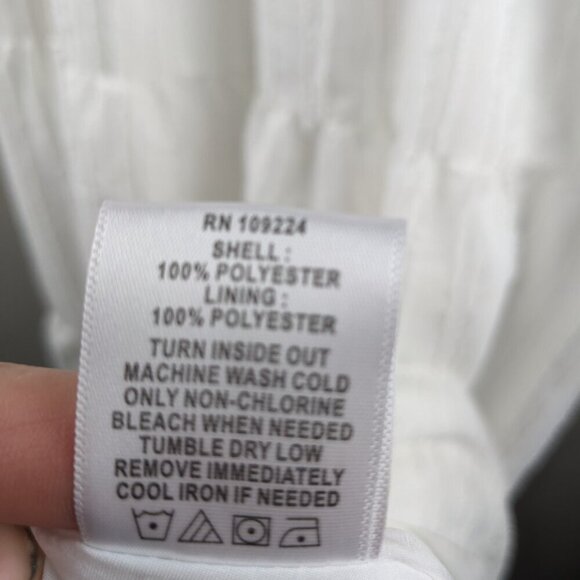 RN 109224
SHELL :
100% POLYESTER
LINING :
100% POLYESTER
TURN INSIDE OUT
MACHINE WASH COLD
ONLY NON-CHLORINE
BLEACH WHEN NEEDED
TUMBLE DRY LOW
REMOVE IMMEDIATELY
COOL IRON IF NEEDED